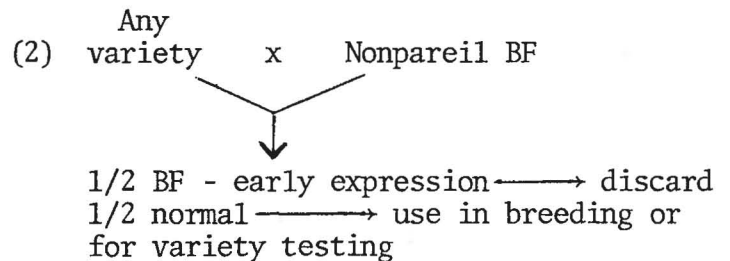 Any
(2) variety x Nonpareil BF
1/2 BF - early expression ⟷ discard
1/2 normal ⟶ use in breeding or
for variety testing